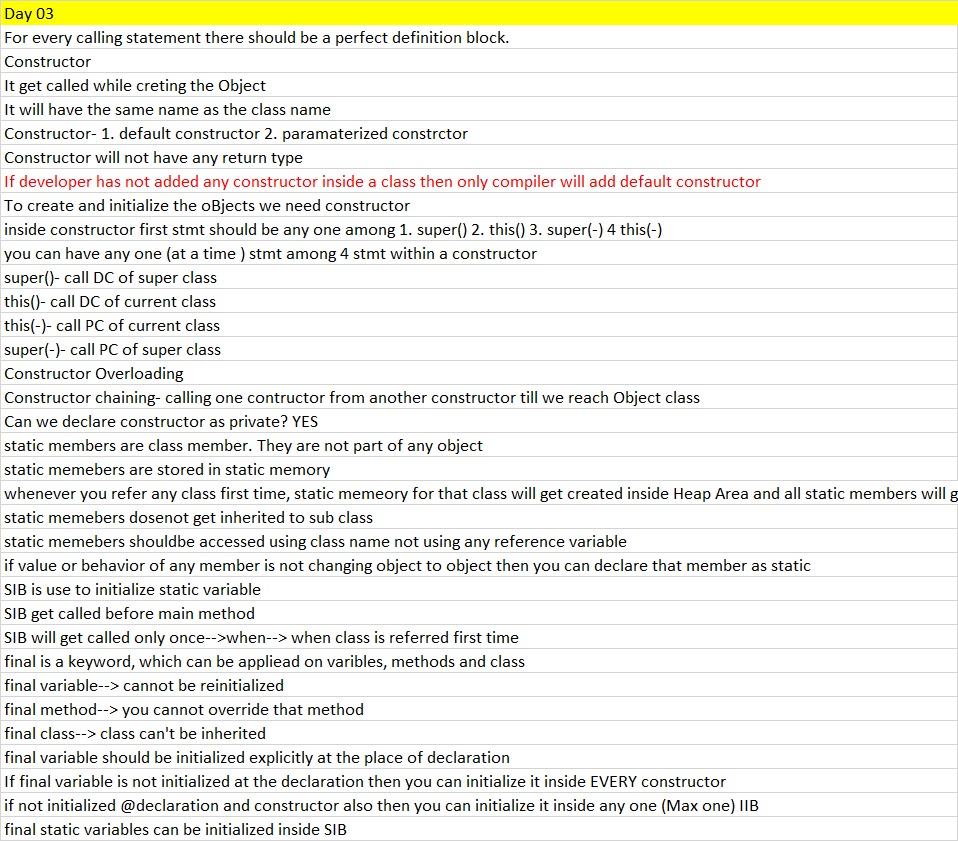 Day 03
For every calling statement there should be a perfect definition block.
Constructor
It get called while creting the Object
It will have the same name as the class name
Constructor- 1. default constructor 2. paramaterized constrctor
Constructor will not have any return type
If developer has not added any constructor inside a class then only compiler will add default constructor
To create and initialize the oBjects we need constructor
inside constructor first stmt should be any one among 1. super() 2. this() 3. super(-) 4 this(-)
you can have any one (at a time ) stmt among 4 stmt within a constructor
super()- call DC of super class
this()- call DC of current class
this(-)- call PC of current class
super(-)- call PC of super class
Constructor Overloading
Constructor chaining- calling one contructor from another constructor till we reach Object class
Can we declare constructor as private? YES
static members are class member. They are not part of any object
static memebers are stored in static memory
whenever you refer any class first time, static memeory for that class will get created inside Heap Area and all static members will g
static memebers dosenot get inherited to sub class
static memebers shouldbe accessed using class name not using any reference variable
if value or behavior of any member is not changing object to object then you can declare that member as static
SIB is use to initialize static variable
SIB get called before main method
SIB will get called only once-->when--> when class is referred first time
final is a keyword, which can be appliead on varibles, methods and class
final variable--> cannot be reinitialized
final method--> you cannot override that method
final class--> class can't be inherited
final variable should be initialized explicitly at the place of declaration
If final variable is not initialized at the declaration then you can initialize it inside EVERY constructor
if not initialized @declaration and constructor also then you can initialize it inside any one (Max one) IIB
final static variables can be initialized inside SIB